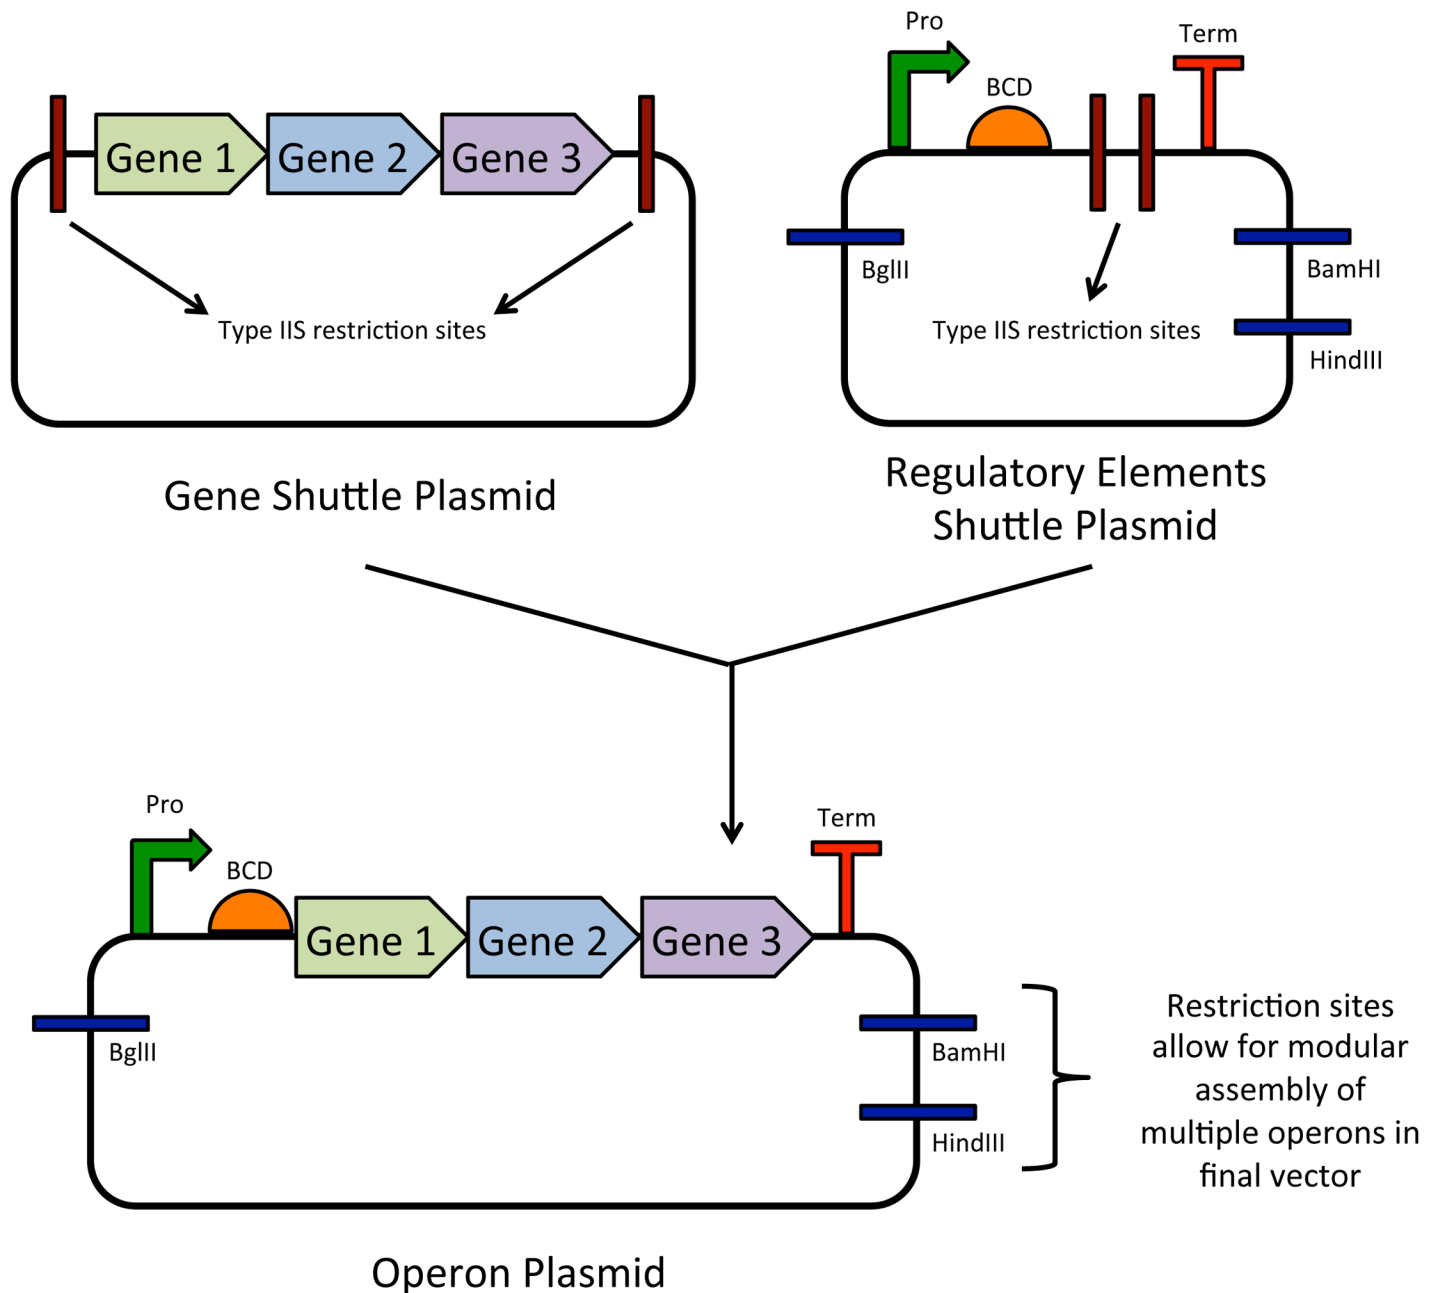 Pro
Term
BCD
Gene 1
Gene 2
Gene 3
BglII
BamHI
Type IIS restriction sites
Type IIS restriction sites
HindIII
Gene Shuttle Plasmid
Regulatory Elements
Shuttle Plasmid
Pro
Term
BCD
Gene 1
Gene 2
Gene 3
BglII
BamHI
HindIII
Restriction sites
allow for modular
assembly of
multiple operons in
final vector
Operon Plasmid